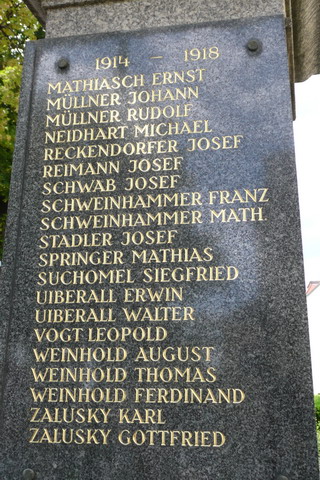 1914 – 1918
MATHIASCH ERNST
MÜLLNER JOHANN
MÜLLNER RUDOLF
NEIDHART MICHAEL
RECKENDORFER JOSEF
REIMANN JOSEF
SCHWAB JOSEF
SCHWEINHAMMER FRANZ
SCHWEINHAMMER MATH.
STADLER JOSEF
SPRINGER MATHIAS
SUCHOMEL SIEGFRIED
UIBERALL ERWIN
UIBERALL WALTER
VOGT LEOPOLD
WEINHOLD AUGUST
WEINHOLD THOMAS
WEINHOLD FERDINAND
ZALUSKY KARL
ZALUSKY GOTTFRIED